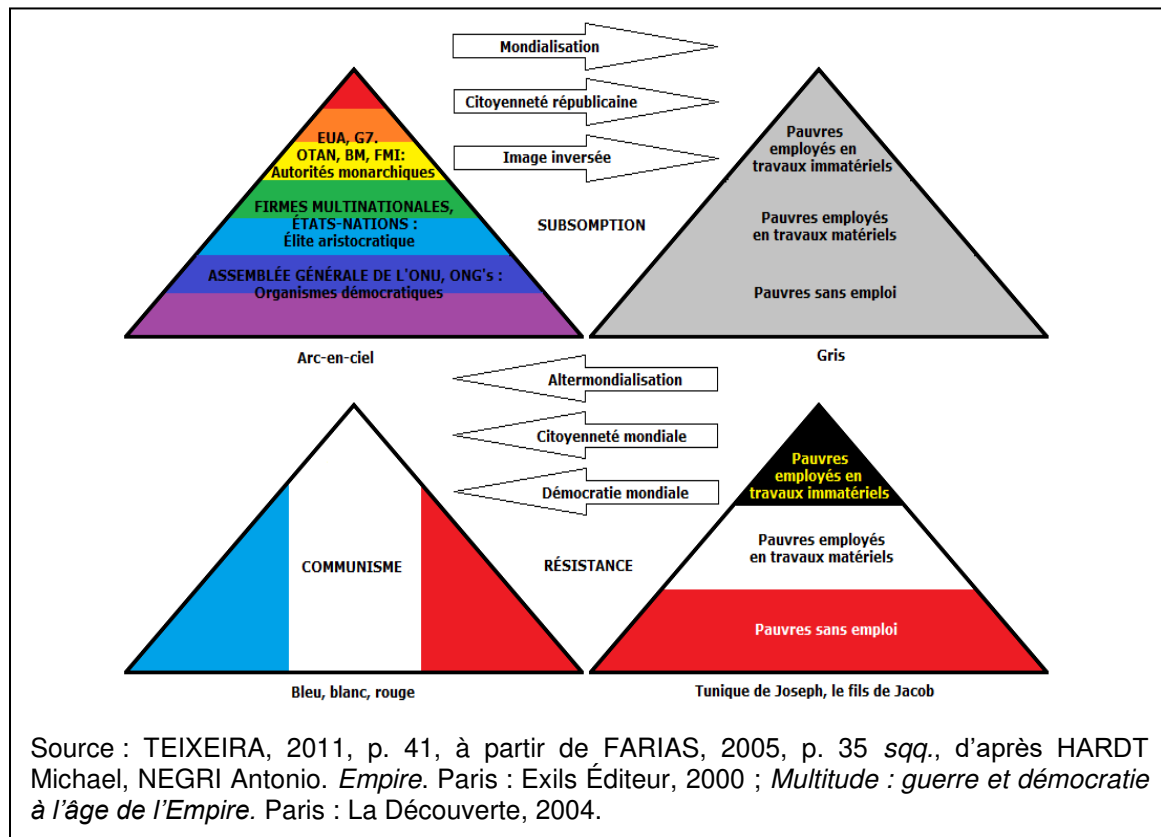 Mondialisation
Citoyenneté républicaine
Image inversée
EUA, G7.
OTAN, BM, FMI:
Autorités monarchiques
FIRMES MULTINATIONALES,
ÉTATS-NATIONS :
Élite aristocratique
ASSEMBLÉE GÉNÉRALE DE L'ONU, ONG's :
Organismes démocratiques
Arc-en-ciel
SUBSOMPTION
Pauvres
employés en
travaux immatériels
Pauvres employés
en travaux matériels
Pauvres sans emploi
Gris
Altermondialisation
Citoyenneté mondiale
Démocratie mondiale
COMMUNISME
Bleu, blanc, rouge
RÉSISTANCE
Pauvres
employés en
travaux immatériels
Pauvres employés
en travaux matériels
Pauvres sans emploi
Tunique de Joseph, le fils de Jacob
Source : TEIXEIRA, 2011, p. 41, à partir de FARIAS, 2005, p. 35 sqq., d’après HARDT
Michael, NEGRI Antonio. Empire. Paris : Exils Éditeur, 2000 ; Multitude : guerre et démocratie
à l’âge de l’Empire. Paris : La Découverte, 2004.